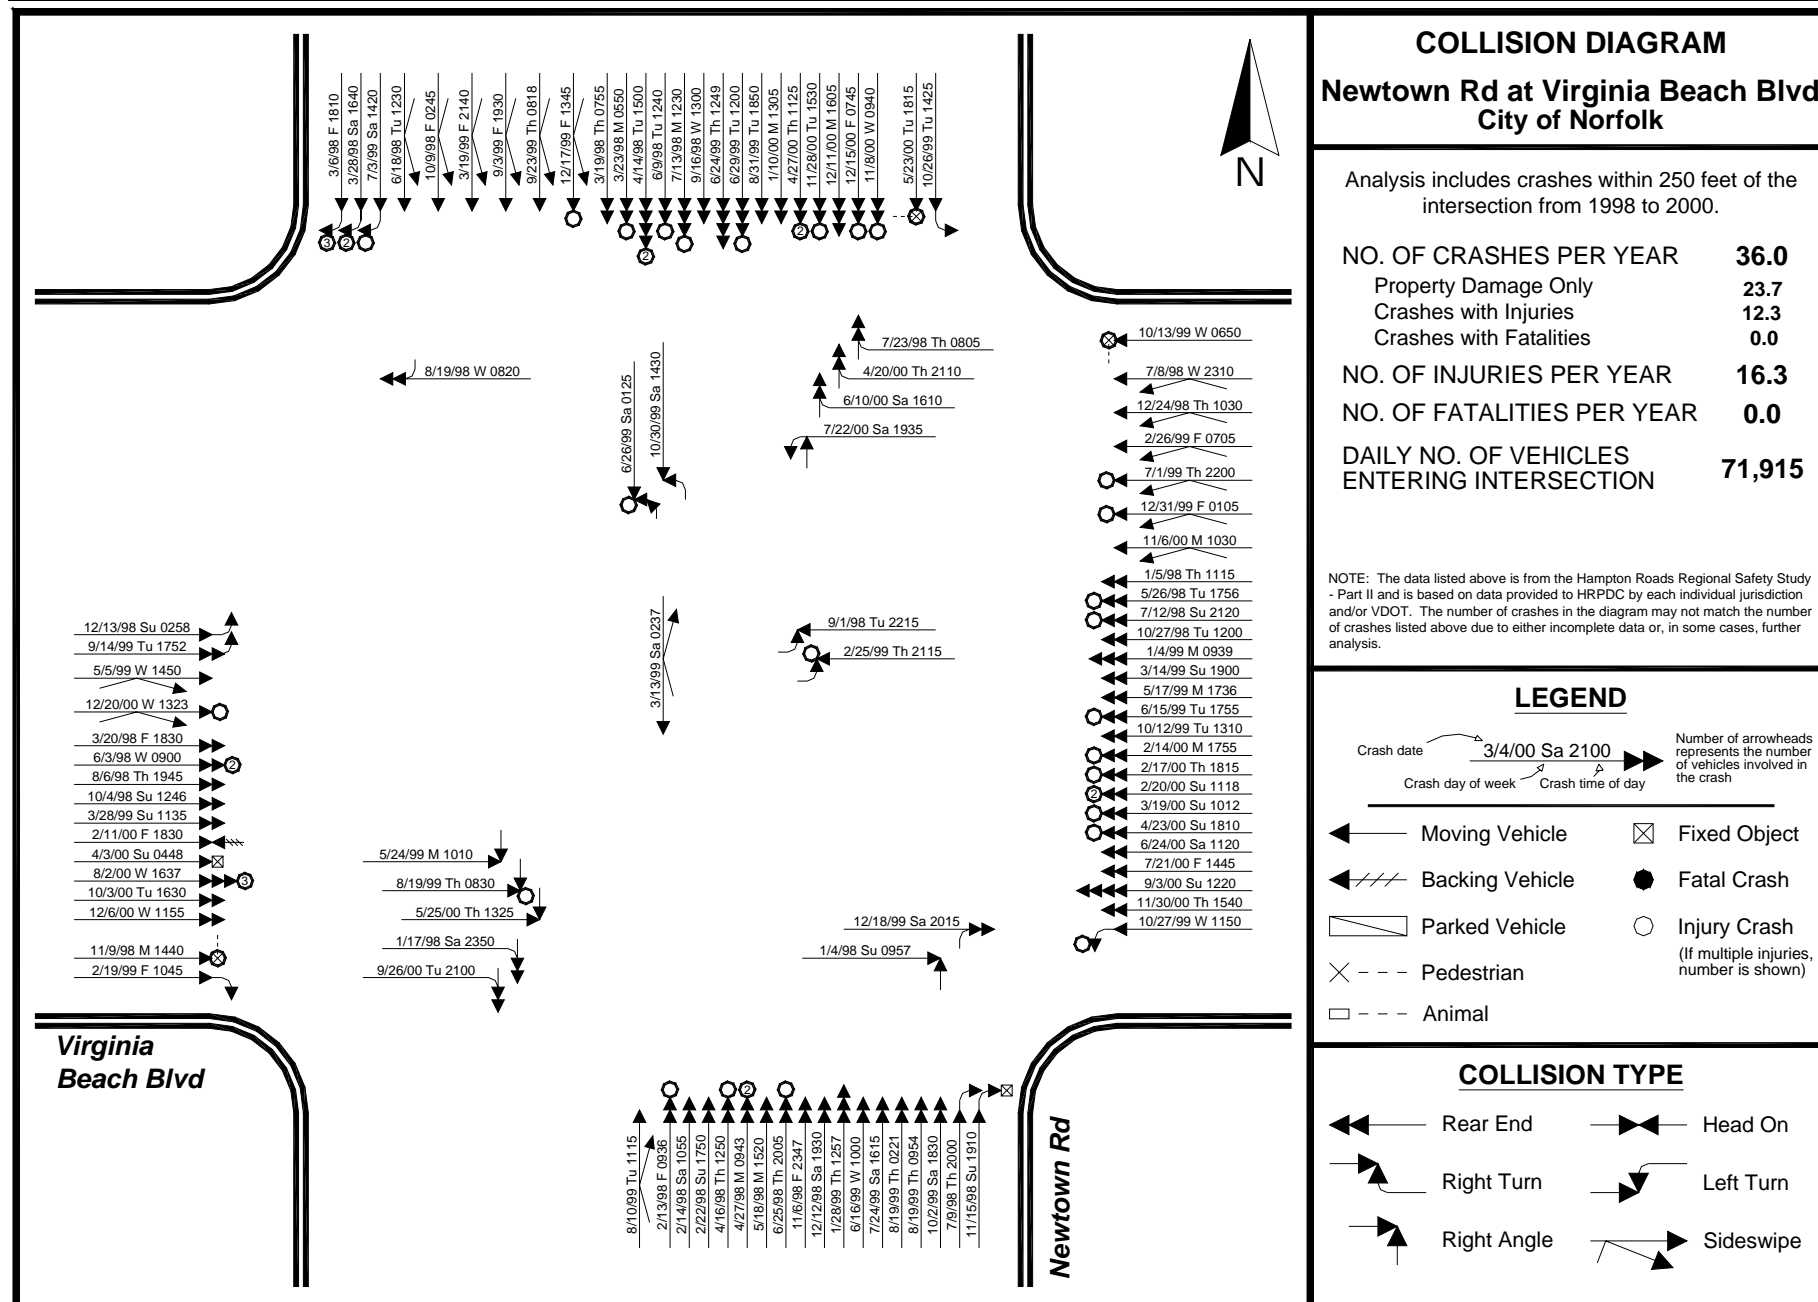 COLLISION DIAGRAM
Newtown Rd at Virginia Beach Blvd
City of Norfolk
Analysis includes crashes within 250 feet of the
intersection from 1998 to 2000.
NO. OF CRASHES PER YEAR 36.0
Property Damage Only 23.7
Crashes with Injuries 12.3
Crashes with Fatalities 0.0
NO. OF INJURIES PER YEAR 16.3
NO. OF FATALITIES PER YEAR 0.0
DAILY NO. OF VEHICLES
ENTERING INTERSECTION 71,915
NOTE: The data listed above is from the Hampton Roads Regional Safety Study
- Part II and is based on data provided to HRPDC by each individual jurisdiction
and/or VDOT. The number of crashes in the diagram may not match the number
of crashes listed above due to either incomplete data or, in some cases, further
analysis.
LEGEND
Crash date
3/4/00 Sa 2100
Crash day of week
Crash time of day
Number of arrowheads
represents the number
of vehicles involved in
the crash
Moving Vehicle
Fixed Object
Backing Vehicle
Fatal Crash
Parked Vehicle
Injury Crash
(If multiple injuries,
number is shown)
Pedestrian
Animal
COLLISION TYPE
Rear End
Head On
Right Turn
Left Turn
Right Angle
Sideswipe
N
3/6/98 F 1810
3/28/98 Sa 1640
7/3/99 Sa 1420
6/18/98 Tu 1230
10/9/98 F 0245
3/19/99 F 2140
9/3/99 F 1930
9/23/99 Th 0818
12/17/99 F 1345
3/19/98 Th 0755
3/23/98 M 0550
4/14/98 Tu 1500
6/9/98 Tu 1240
7/13/98 M 1230
9/16/98 W 1300
6/24/99 Th 1249
6/29/99 Tu 1200
8/31/99 Tu 1850
1/10/00 M 1305
4/27/00 Th 1125
11/28/00 Tu 1530
12/11/00 M 1605
12/15/00 F 0745
11/8/00 W 0940
5/23/00 Tu 1815
10/26/99 Tu 1425
3
2
2
2
8/19/98 W 0820
6/26/99 Sa 0125
10/30/99 Sa 1430
7/23/98 Th 0805
4/20/00 Th 2110
6/10/00 Sa 1610
7/22/00 Sa 1935
10/13/99 W 0650
7/8/98 W 2310
12/24/98 Th 1030
2/26/99 F 0705
7/1/99 Th 2200
12/31/99 F 0105
11/6/00 M 1030
1/5/98 Th 1115
5/26/98 Tu 1756
7/12/98 Su 2120
10/27/98 Tu 1200
1/4/99 M 0939
3/14/99 Su 1900
5/17/99 M 1736
6/15/99 Tu 1755
10/12/99 Tu 1310
2/14/00 M 1755
2/17/00 Th 1815
2
2/20/00 Su 1118
3/19/00 Su 1012
4/23/00 Su 1810
6/24/00 Sa 1120
7/21/00 F 1445
9/3/00 Su 1220
11/30/00 Th 1540
10/27/99 W 1150
3/13/99 Sa 0237
9/1/98 Tu 2215
2/25/99 Th 2115
12/13/98 Su 0258
9/14/99 Tu 1752
5/5/99 W 1450
12/20/00 W 1323
3/20/98 F 1830
6/3/98 W 0900
2
8/6/98 Th 1945
10/4/98 Su 1246
3/28/99 Su 1135
2/11/00 F 1830
4/3/00 Su 0448
8/2/00 W 1637
3
10/3/00 Tu 1630
12/6/00 W 1155
11/9/98 M 1440
2/19/99 F 1045
5/24/99 M 1010
8/19/99 Th 0830
5/25/00 Th 1325
1/17/98 Sa 2350
9/26/00 Tu 2100
12/18/99 Sa 2015
1/4/98 Su 0957
Virginia
Beach Blvd
2
8/10/99 Tu 1115
2/13/98 F 0936
2/14/98 Sa 1055
2/22/98 Su 1750
4/16/98 Th 1250
4/27/98 M 0943
5/18/98 M 1520
6/25/98 Th 2005
11/6/98 F 2347
12/12/98 Sa 1930
1/28/99 Th 1257
6/16/99 W 1000
7/24/99 Sa 1615
8/19/99 Th 0221
8/19/99 Th 0954
10/2/99 Sa 1830
7/9/98 Th 2000
11/15/98 Su 1910
Newtown Rd